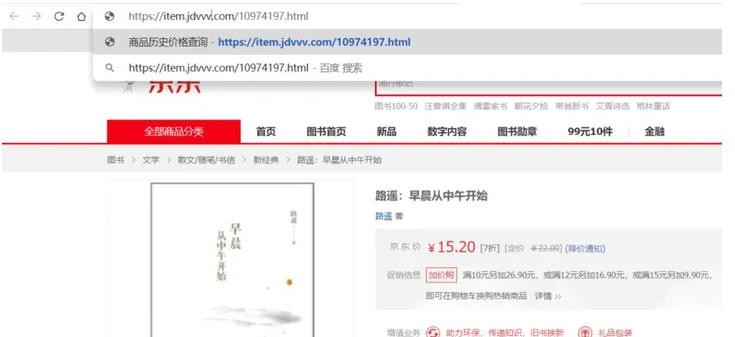 https://item.jdvvv.com/10974197.html
商品历史价格查询 - https://item.jdvvv.com/10974197.html
https://item.jdvvv.com/10974197.html - 百度 搜索
京东
湘行散记
图书100-50 汪曾祺全集 傅雷家书 朝花夕拾 常爸新书 艾青诗选 格林童话
全部商品分类 首页 图书首页 新品 数字内容 图书勋章 99元10件 金融
图书 > 文学 > 散文/随笔/书信 > 新经典 > 路遥：早晨从中午开始
路遥
早晨
从中午开始
路遥：早晨从中午开始
路遥 著
京东价 ￥15.20 [7折] [定价 ￥22.00] (降价通知)
促销信息 加价购 满10元另加26.90元，或满12元另加16.90元，或满15元另加9.90元，
即可在购物车换购热销商品 详情 >>
增值业务 助力环保，传递知识，旧书换新 礼品包装